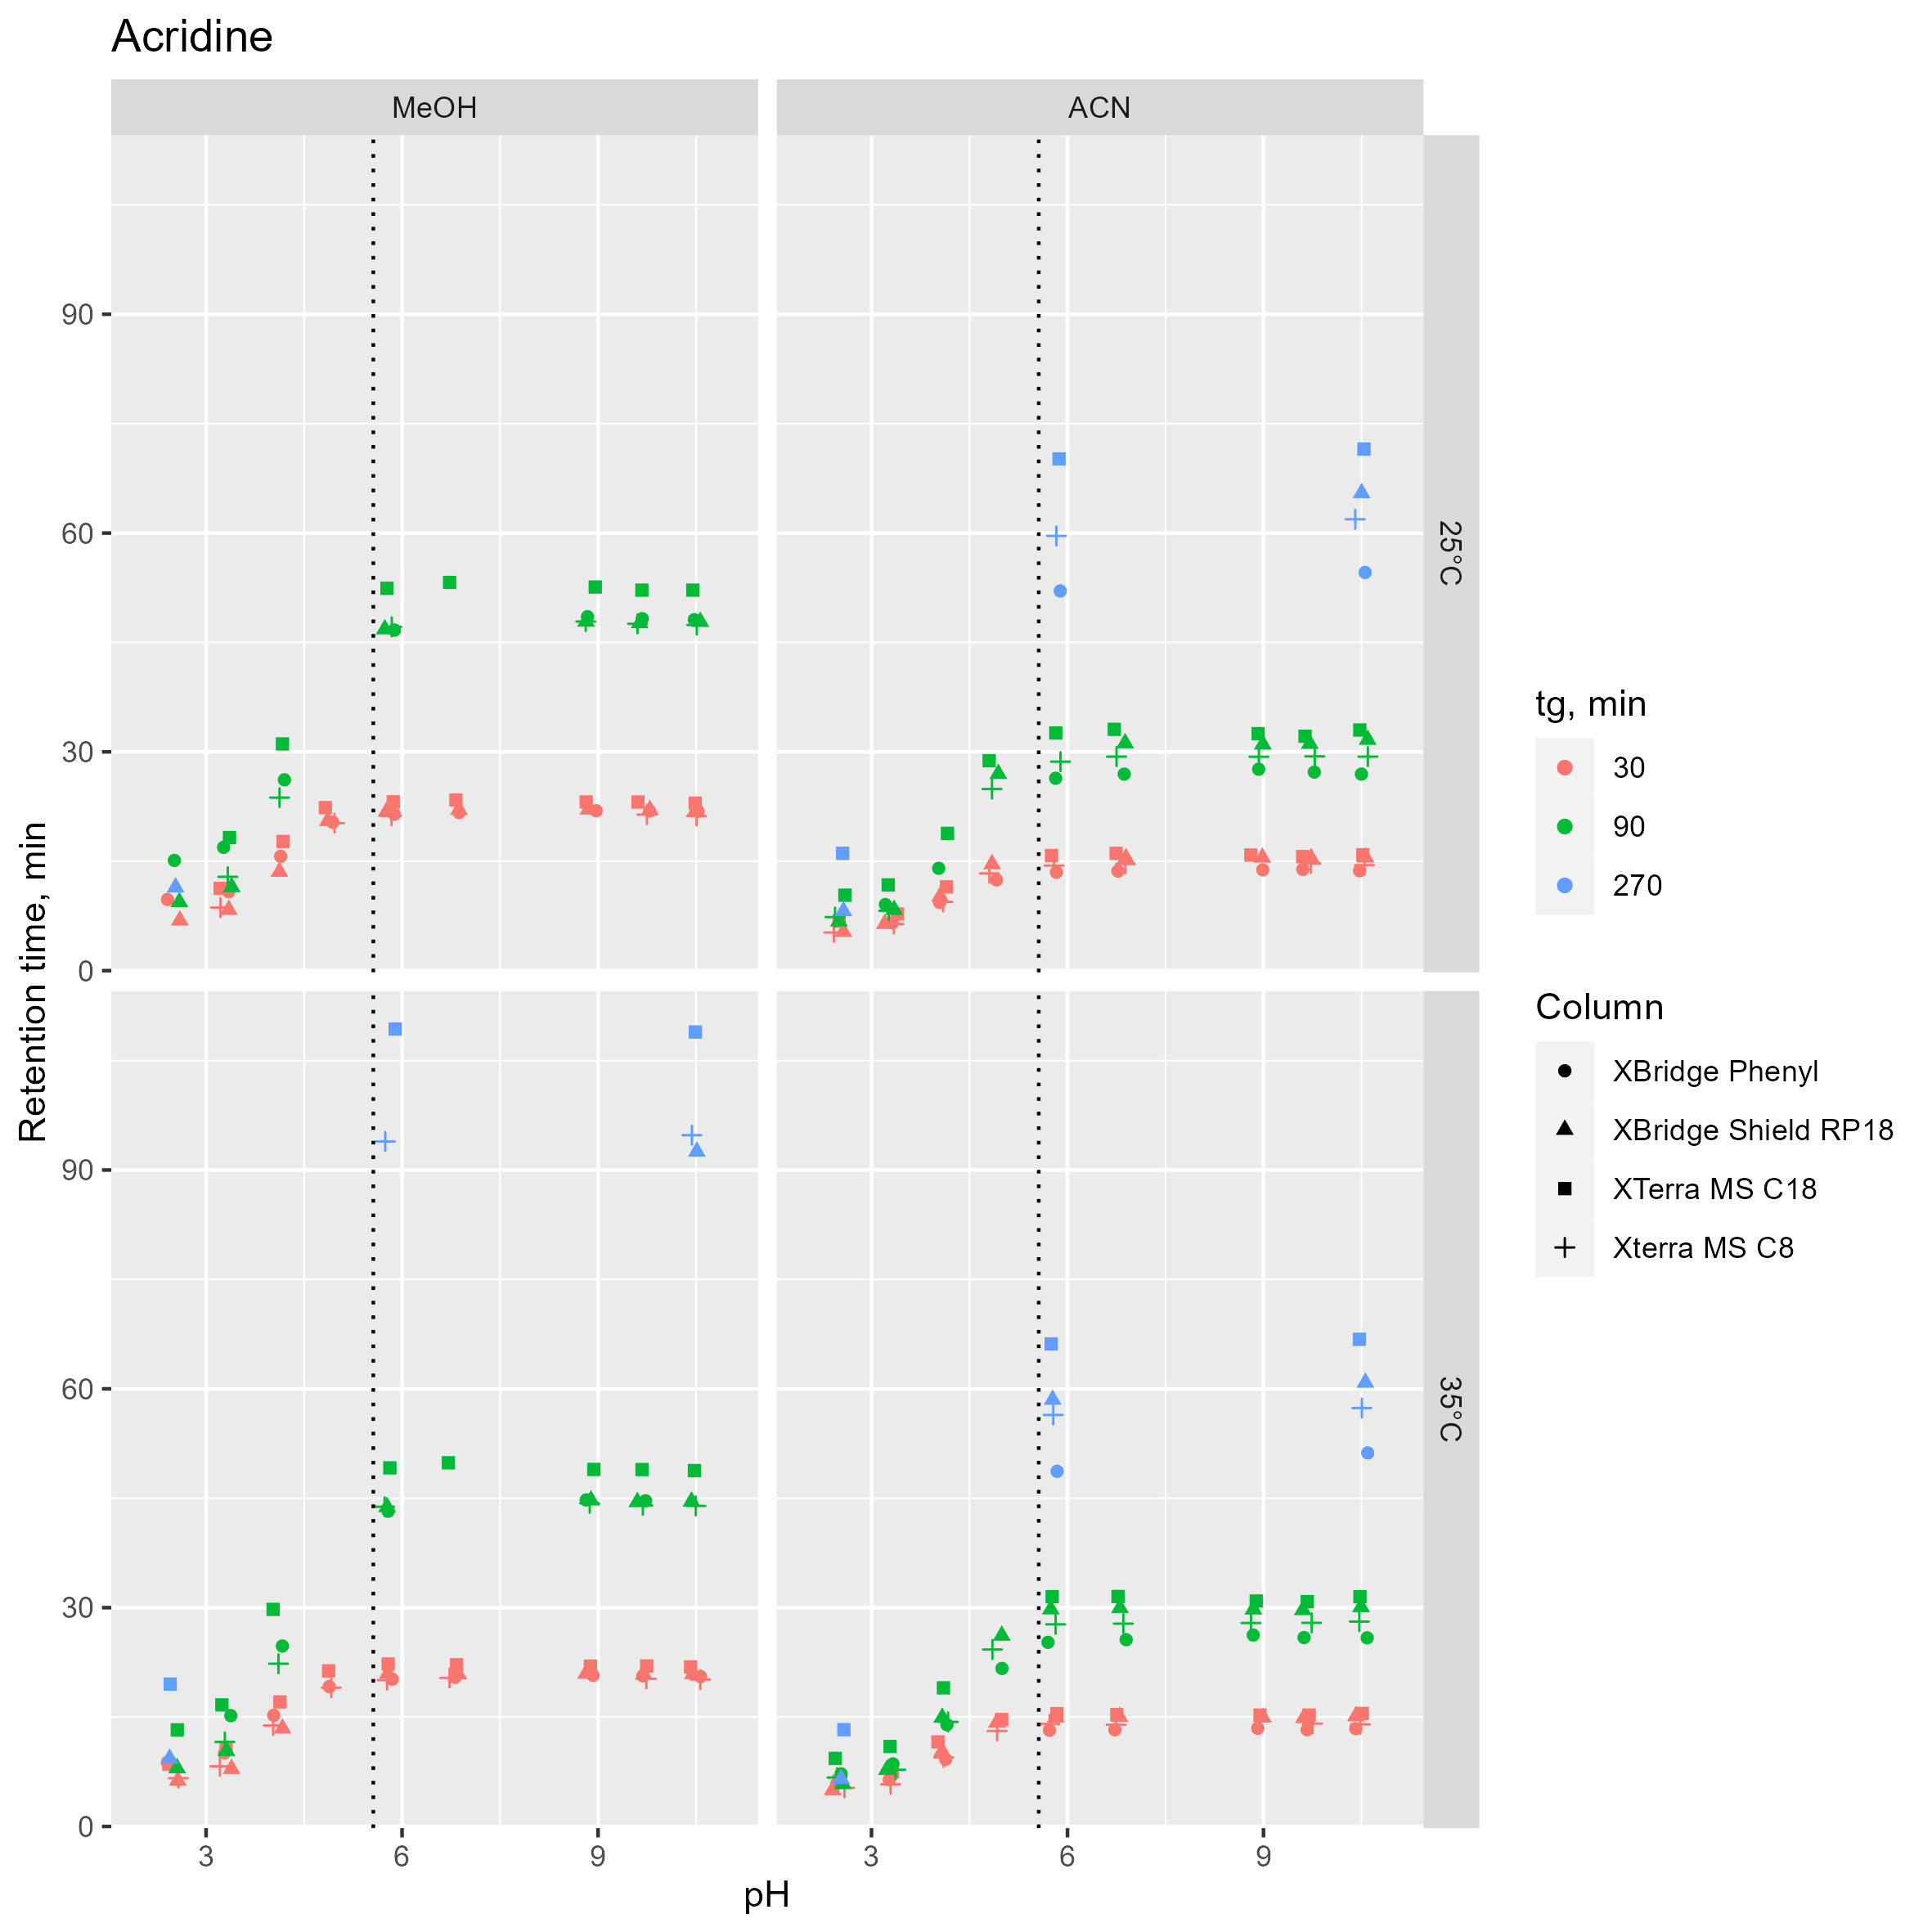 Acridine
MeOH
ACN
90
60
30
0
25°C
90
60
30
0
35°C
3
6
9
3
6
9
pH
Retention time, min
tg, min
30
90
270
Column
XBridge Phenyl
XBridge Shield RP18
XTerra MS C18
Xterra MS C8